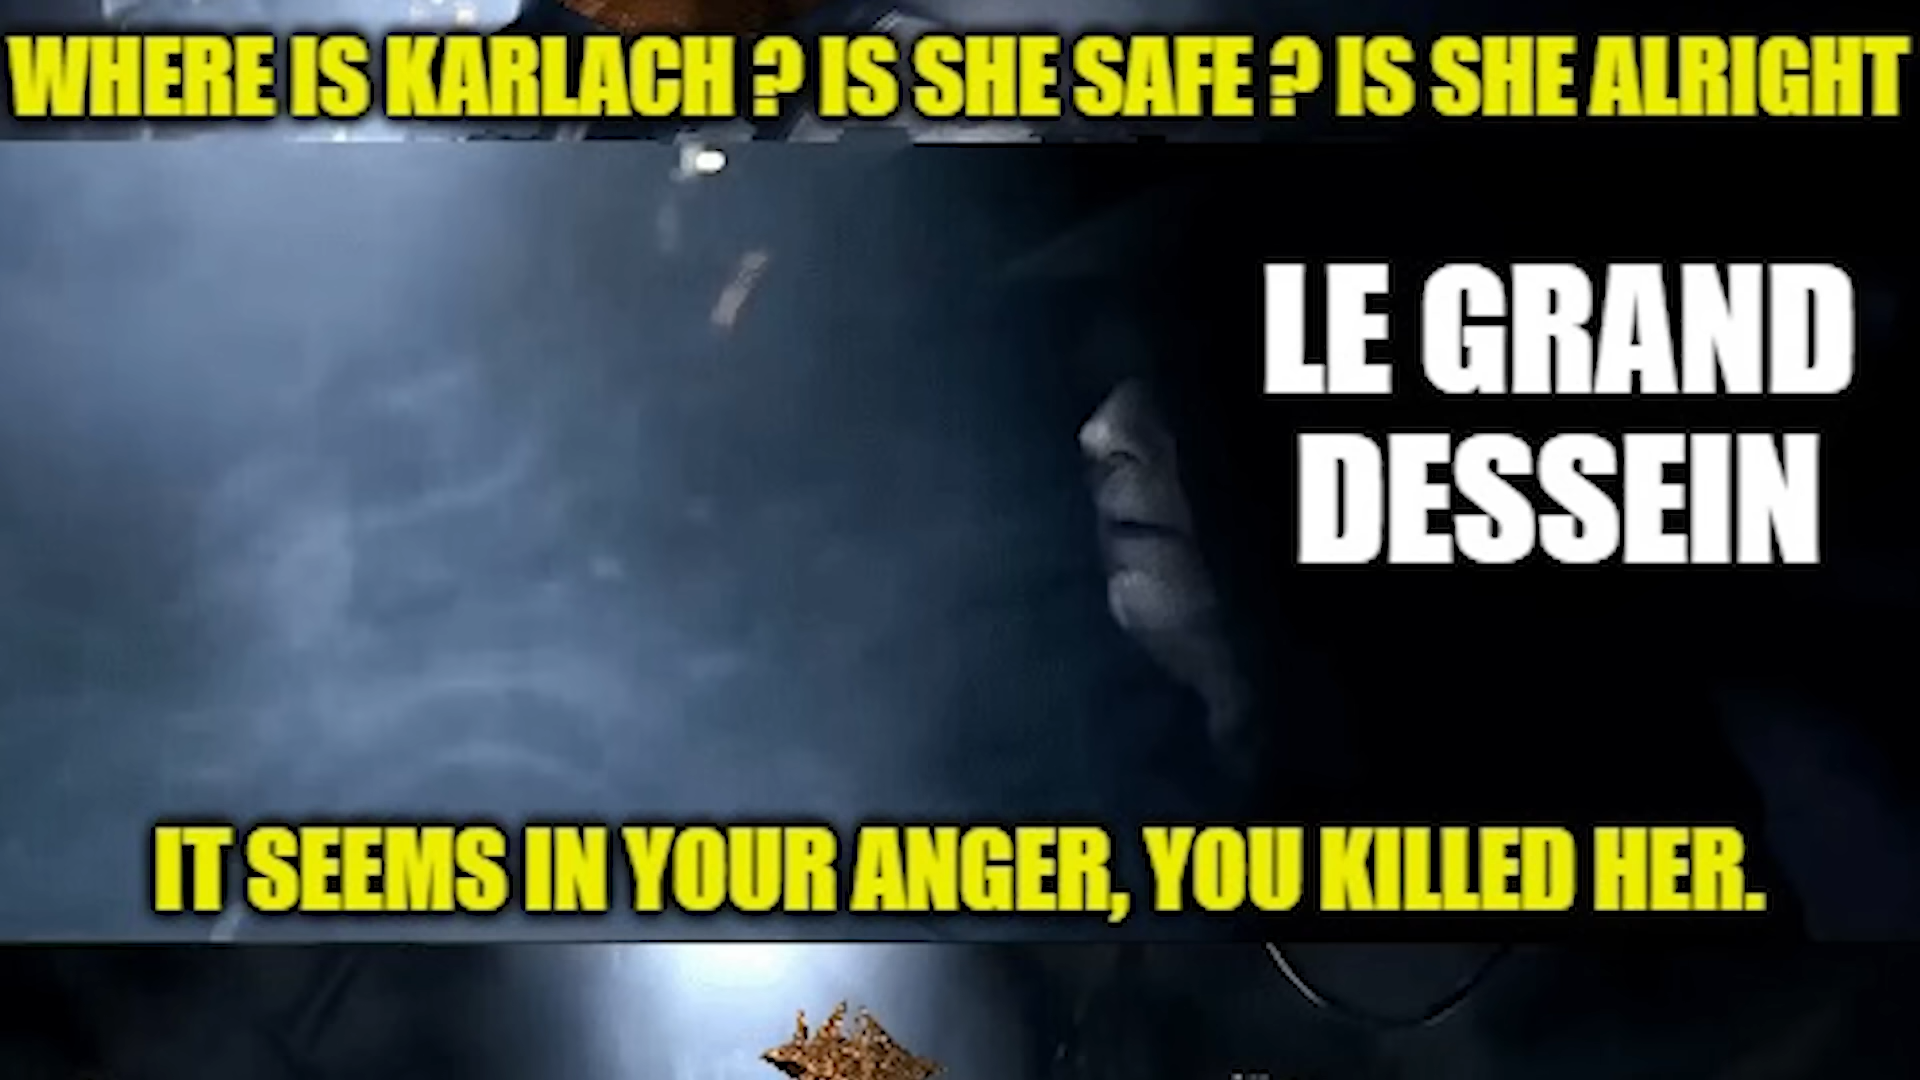 WHERE IS KARLACH ? IS SHE SAFE ? IS SHE ALRIGHT
LE GRAND
DESSEIN
IT SEEMS IN YOUR ANGER, YOU KILLED HER.